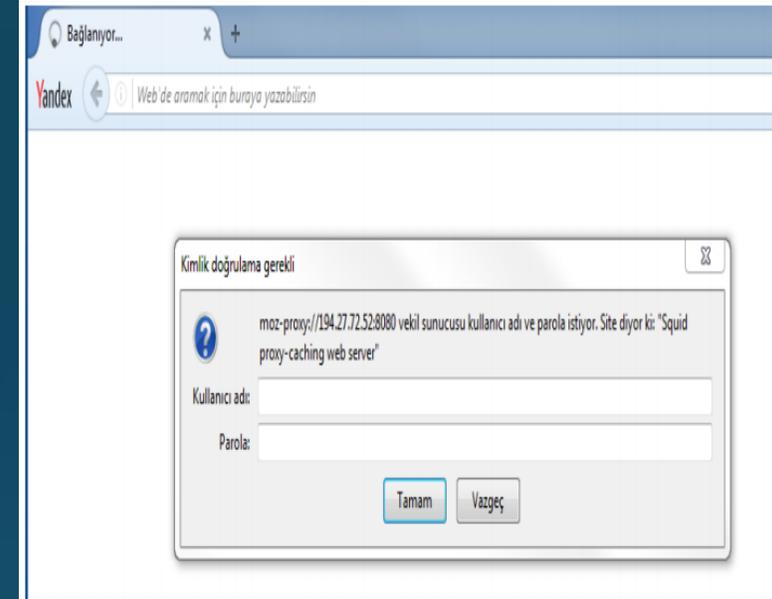 Bağlanıyor...
Yandex Web'de aramak için buraya yazabilirsin
Kimlik doğrulama gerekli
moz-proxy://194.27.72.52:8080 vekil sunucusu kullanıcı adı ve parola istiyor. Site diyor ki: "Squid
proxy-caching web server"
Kullanıcı adı:
Parola:
Tamam Vazgeç